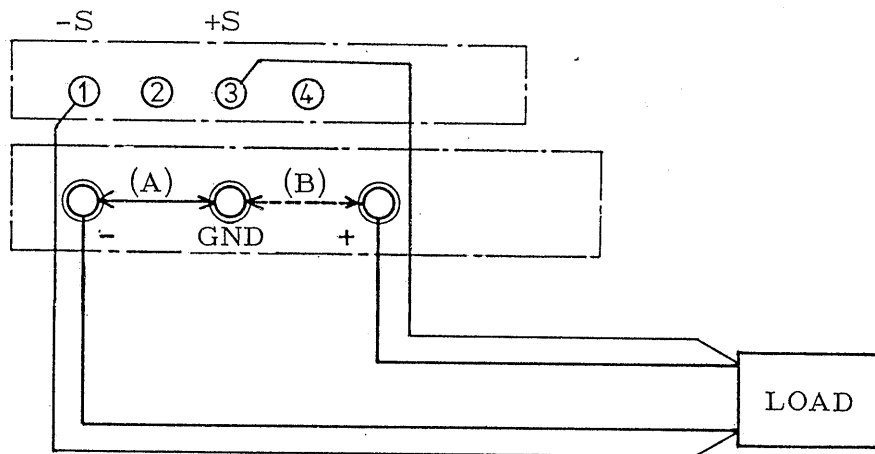 -S +S
① ② ③ ④
(A) (B)
- GND +
LOAD